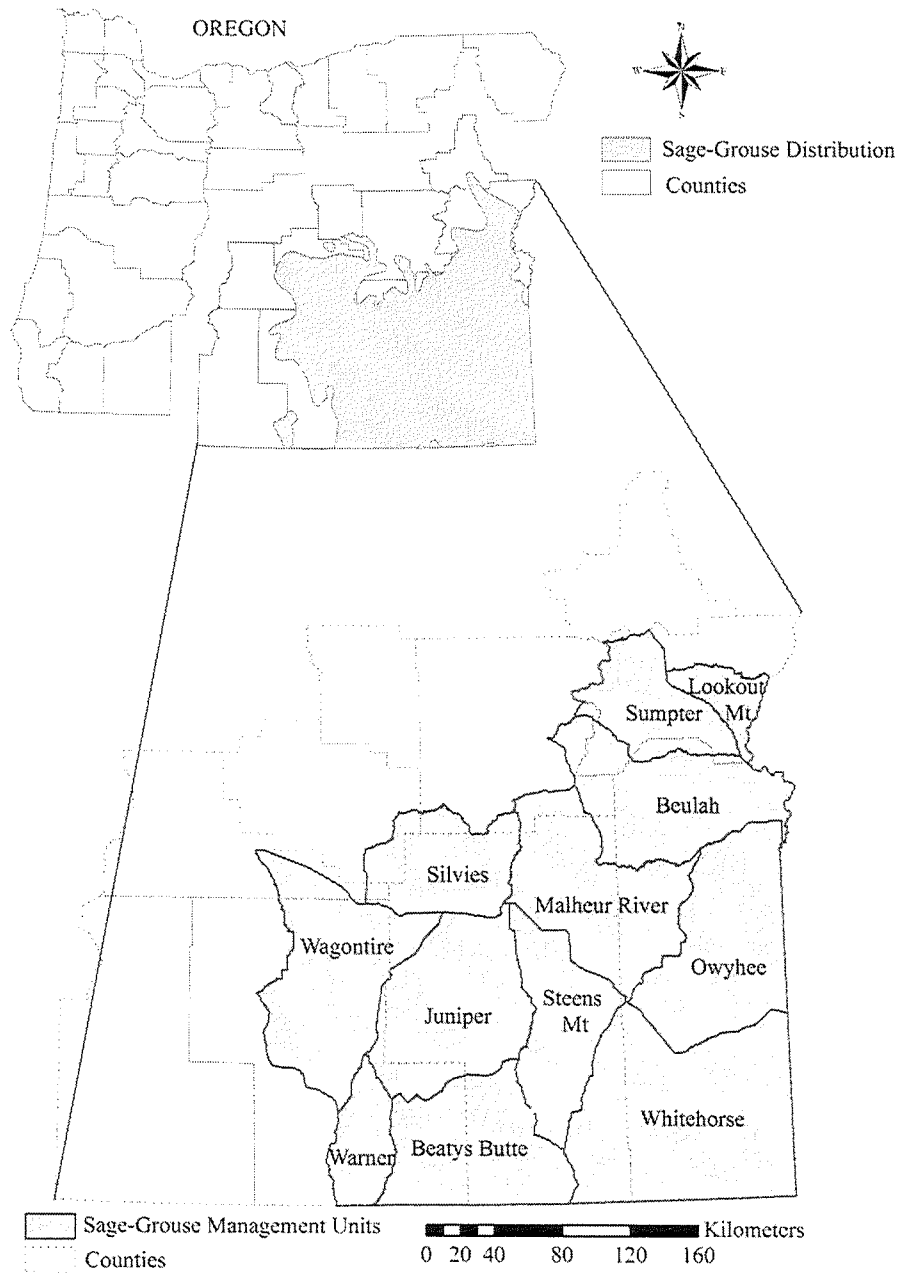 OREGON
N
W E
S
Sage-Grouse Distribution
Counties
Lookout
Mt
Sumpter
Beulah
Silvies
Malheur River
Wagontire
Owyhee
Steens
Mt
Juniper
Whitehorse
Warner
Beatys Butte
Sage-Grouse Management Units
Counties
Kilometers
0 20 40 80 120 160